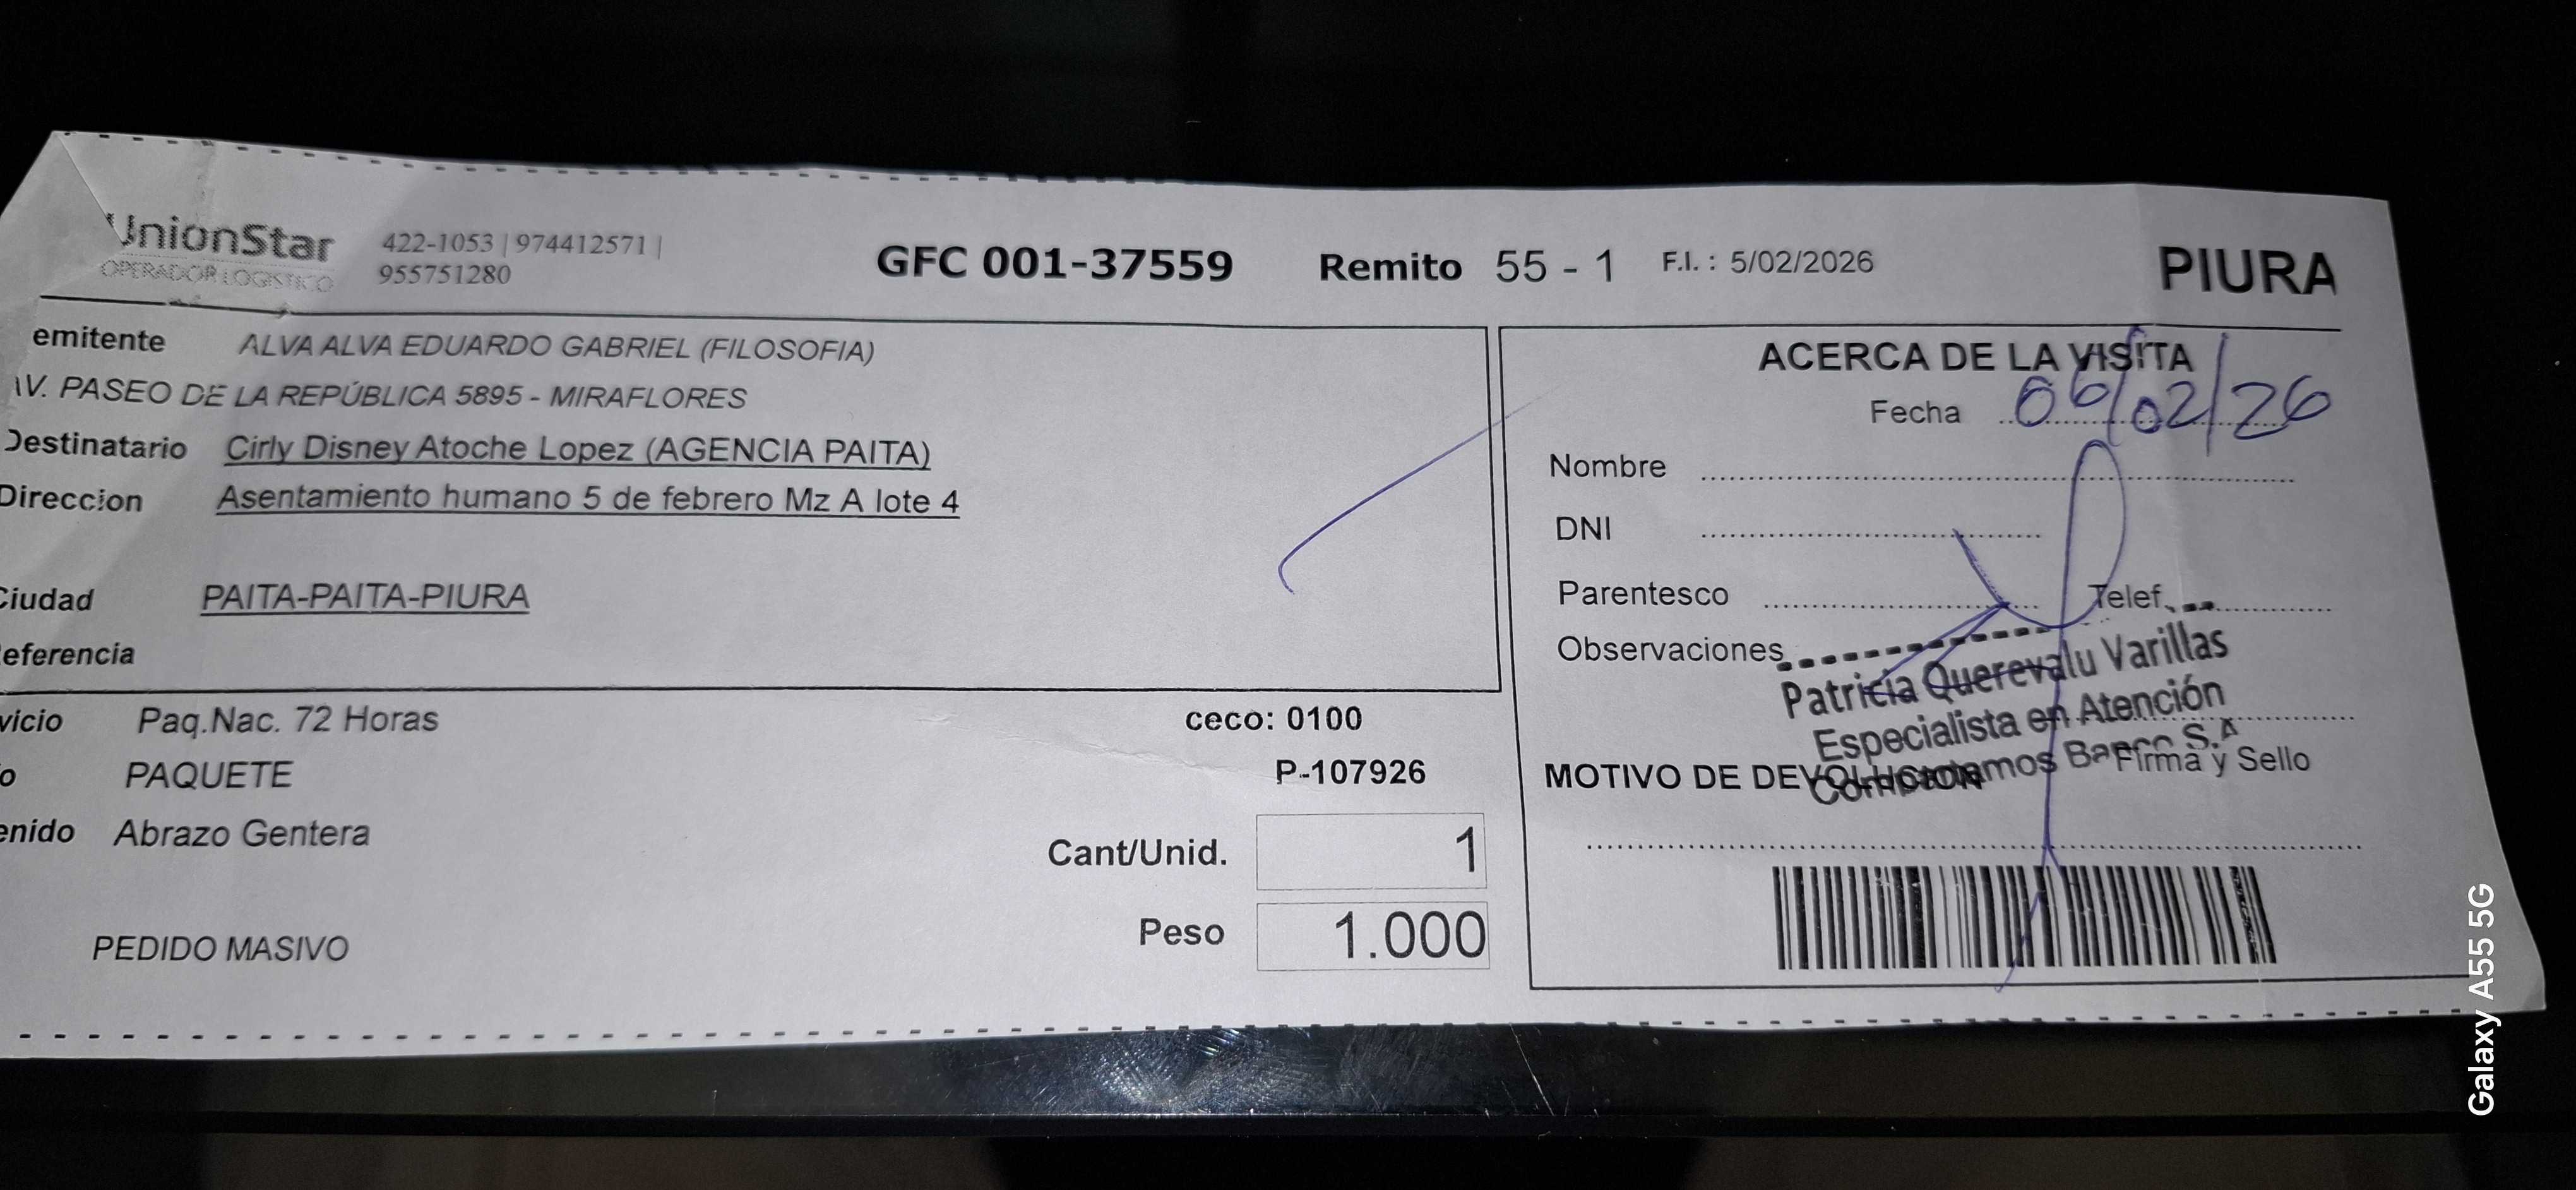 UnionStar
OPERADOR LOGISTICO
422-1053 | 974412571 |
955751280
GFC 001-37559 Remito 55 - 1 F.I. : 5/02/2026 PIURA
emitente ALVA ALVA EDUARDO GABRIEL (FILOSOFIA)
V. PASEO DE LA REPÚBLICA 5895 - MIRAFLORES
Destinatario Cirly Disney Atoche Lopez (AGENCIA PAITA)
Direccion Asentamiento humano 5 de febrero Mz A lote 4
Ciudad PAITA-PAITA-PIURA
eferencia
vicio Paq.Nac. 72 Horas
ceco: 0100
o PAQUETE
P-107926
enido Abrazo Gentera
Cant/Unid. 1
Peso 1.000
PEDIDO MASIVO
ACERCA DE LA VISITA
Fecha 06/02/26
Nombre
DNI
Parentesco Telef.
Observaciones
Patricia Querevalu Varillas
Especialista en Atención
Compartamos Banco S.A
MOTIVO DE DEVOLUCION Firma y Sello
Galaxy A55 5G